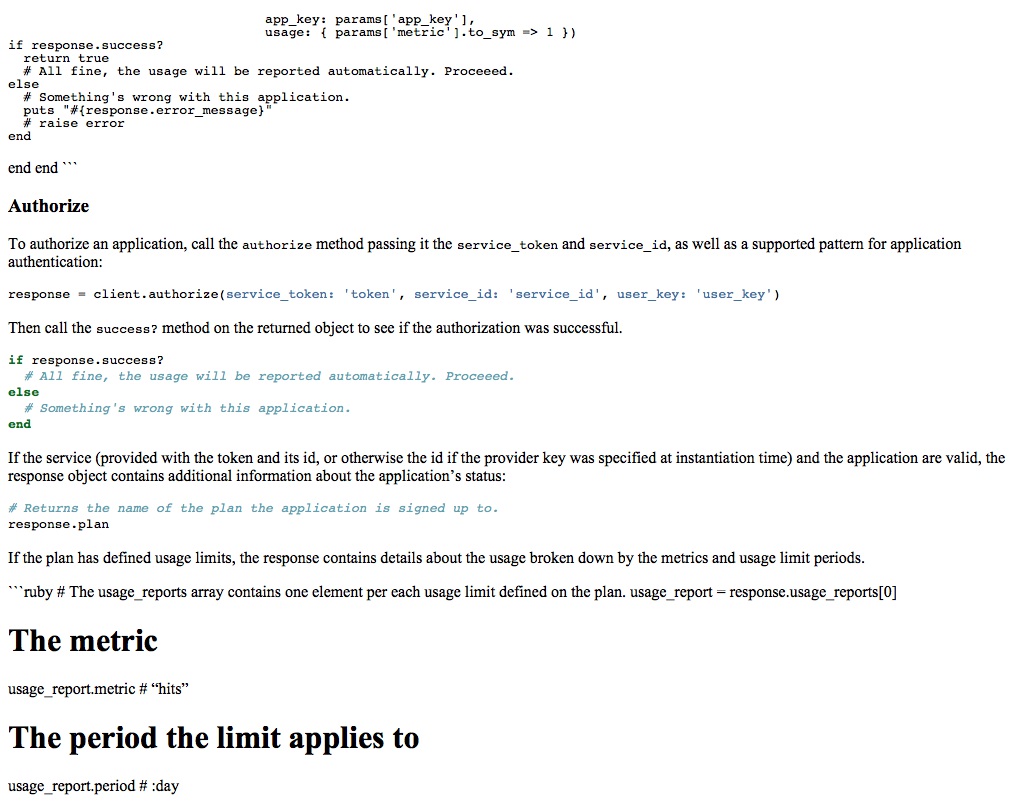 app_key: params['app_key'],
usage: { params['metric'].to_sym => 1 })
if response.success?
return true
# All fine, the usage will be reported automatically. Proceeed.
else
# Something's wrong with this application.
puts "#{response.error_message}"
# raise error
end
end end ```
Authorize
To authorize an application, call the authorize method passing it the service_token and service_id, as well as a supported pattern for application
authentication:
response = client.authorize(service_token: 'token', service_id: 'service_id', user_key: 'user_key')
Then call the success? method on the returned object to see if the authorization was successful.
if response.success?
# All fine, the usage will be reported automatically. Proceeed.
else
# Something's wrong with this application.
end
If the service (provided with the token and its id, or otherwise the id if the provider key was specified at instantiation time) and the application are valid, the
response object contains additional information about the application’s status:
# Returns the name of the plan the application is signed up to.
response.plan
If the plan has defined usage limits, the response contains details about the usage broken down by the metrics and usage limit periods.
```ruby # The usage_reports array contains one element per each usage limit defined on the plan. usage_report = response.usage_reports[0]
The metric
usage_report.metric # “hits”
The period the limit applies to
usage_report.period # :day